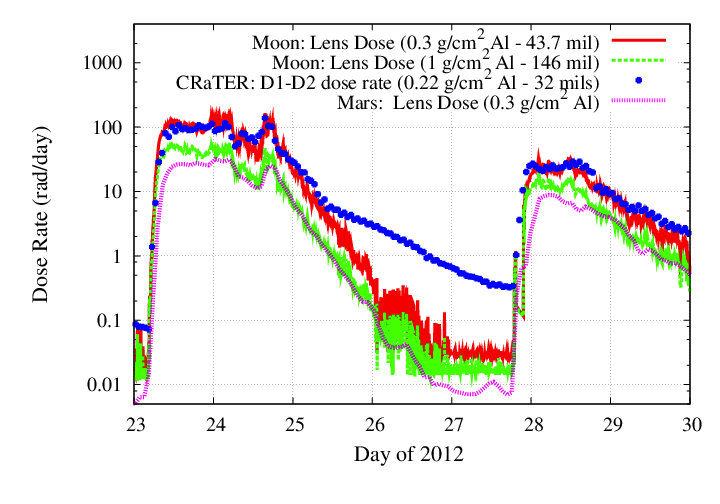 Moon: Lens Dose (0.3 g/cm2 Al - 43.7 mil)
Moon: Lens Dose (1 g/cm2 Al - 146 mil)
CRaTER: D1-D2 dose rate (0.22 g/cm2 Al - 32 mils)
Mars: Lens Dose (0.3 g/cm2 Al)
1000
100
10
1
0.1
0.01
Dose Rate (rad/day)
23 24 25 26 27 28 29 30
Day of 2012